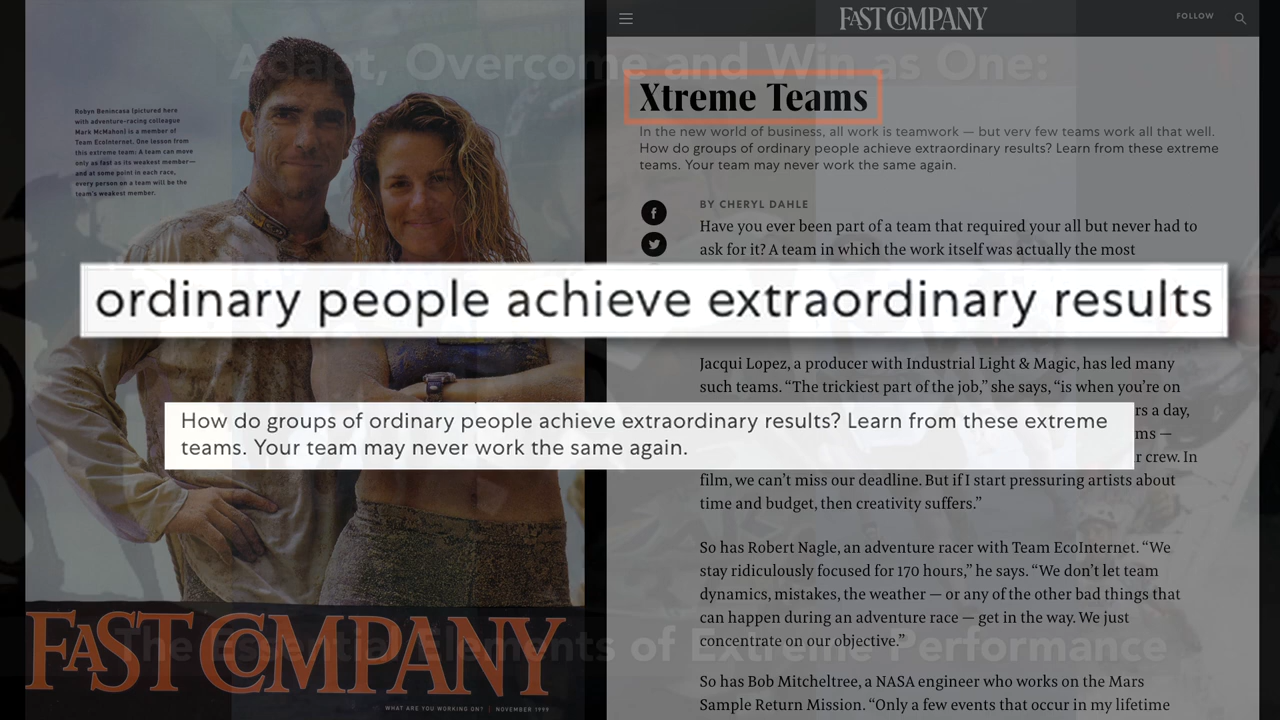 Adapt, Overcome and Win as One:
Robyn Benincasa (pictured here
with adventure-racing colleague
Mark McMahon) is a member of
Team EcoInternet. One lesson from
this extreme team: A team can move
only as fast as its weakest member—
and at some point in each race,
every person on a team will be the
team's weakest member.
FAST COMPANY
WHAT ARE YOU WORKING ON? | NOVEMBER 1999
FAST COMPANY
FOLLOW
Xtreme Teams
In the new world of business, all work is teamwork — but very few teams work all that well.
How do groups of ordinary people achieve extraordinary results? Learn from these extreme
teams. Your team may never work the same again.
BY CHERYL DAHLE
Have you ever been part of a team that required your all but never had to
ask for it? A team in which the work itself was actually the most
ordinary people achieve extraordinary results
Jacqui Lopez, a producer with Industrial Light & Magic, has led many
such teams. “The trickiest part of the job,” she says, “is when you’re on
rs a day,
How do groups of ordinary people achieve extraordinary results? Learn from these extreme
teams. Your team may never work the same again.
ms —
r crew. In
film, we can’t miss our deadline. But if I start pressuring artists about
time and budget, then creativity suffers.”
So has Robert Nagle, an adventure racer with Team EcoInternet. “We
stay ridiculously focused for 170 hours,” he says. “We don’t let team
dynamics, mistakes, the weather — or any of the other bad things that
can happen during an adventure race — get in the way. We just
concentrate on our objective.”
The Essential Elements of Extreme Performance
So has Bob Mitcheltree, a NASA engineer who works on the Mars
Sample Return Mission. “Only a few events that occur in my lifetime